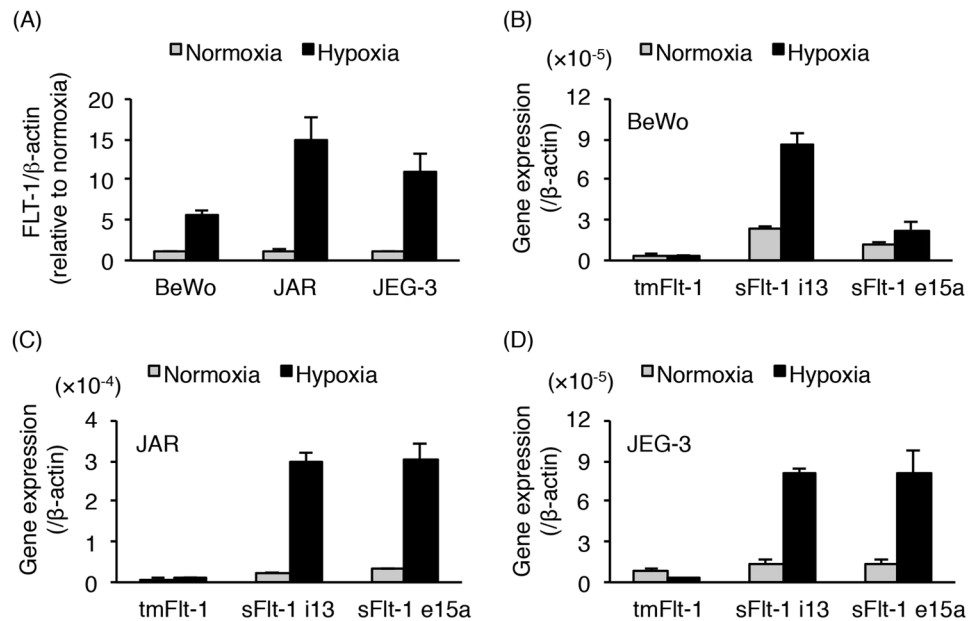 (A)
Normoxia Hypoxia
FLT-1/β-actin
(relative to normoxia)
20
15
10
5
0
BeWo JAR JEG-3
(B)
(×10⁻⁵)
Normoxia Hypoxia
Gene expression
(/β-actin)
12
9
6
3
0
BeWo
tmFlt-1 sFlt-1 i13 sFlt-1 e15a
(C)
(×10⁻⁴)
Normoxia Hypoxia
Gene expression
(/β-actin)
4
3
2
1
0
JAR
tmFlt-1 sFlt-1 i13 sFlt-1 e15a
(D)
(×10⁻⁵)
Normoxia Hypoxia
Gene expression
(/β-actin)
12
9
6
3
0
JEG-3
tmFlt-1 sFlt-1 i13 sFlt-1 e15a